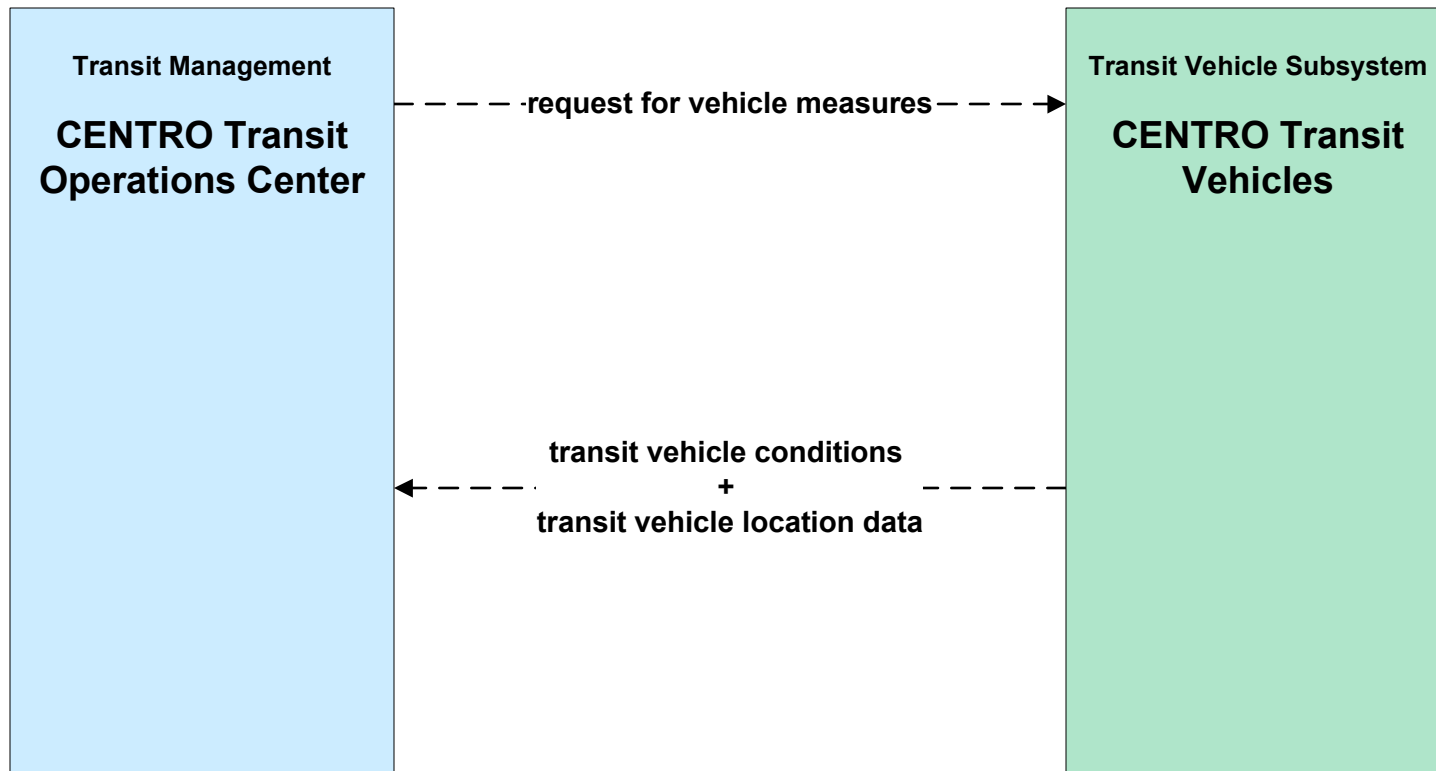 Transit Management
CENTRO Transit
Operations Center
request for vehicle measures
Transit Vehicle Subsystem
CENTRO Transit
Vehicles
transit vehicle conditions
+
transit vehicle location data